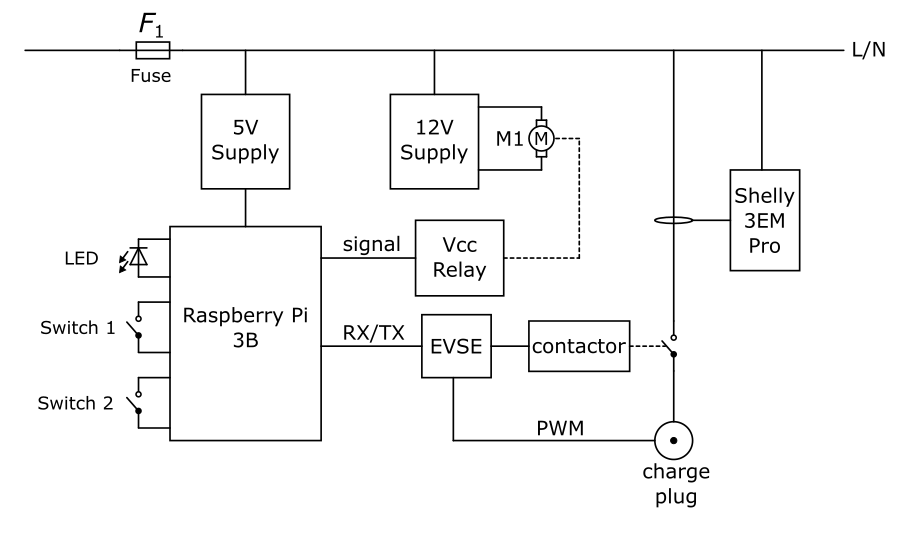 F1
Fuse
L/N
5V
Supply
12V
Supply
M1
M
Shelly
3EM
Pro
LED
signal
Vcc
Relay
Switch 1
Raspberry Pi
3B
RX/TX
EVSE
contactor
Switch 2
PWM
charge
plug